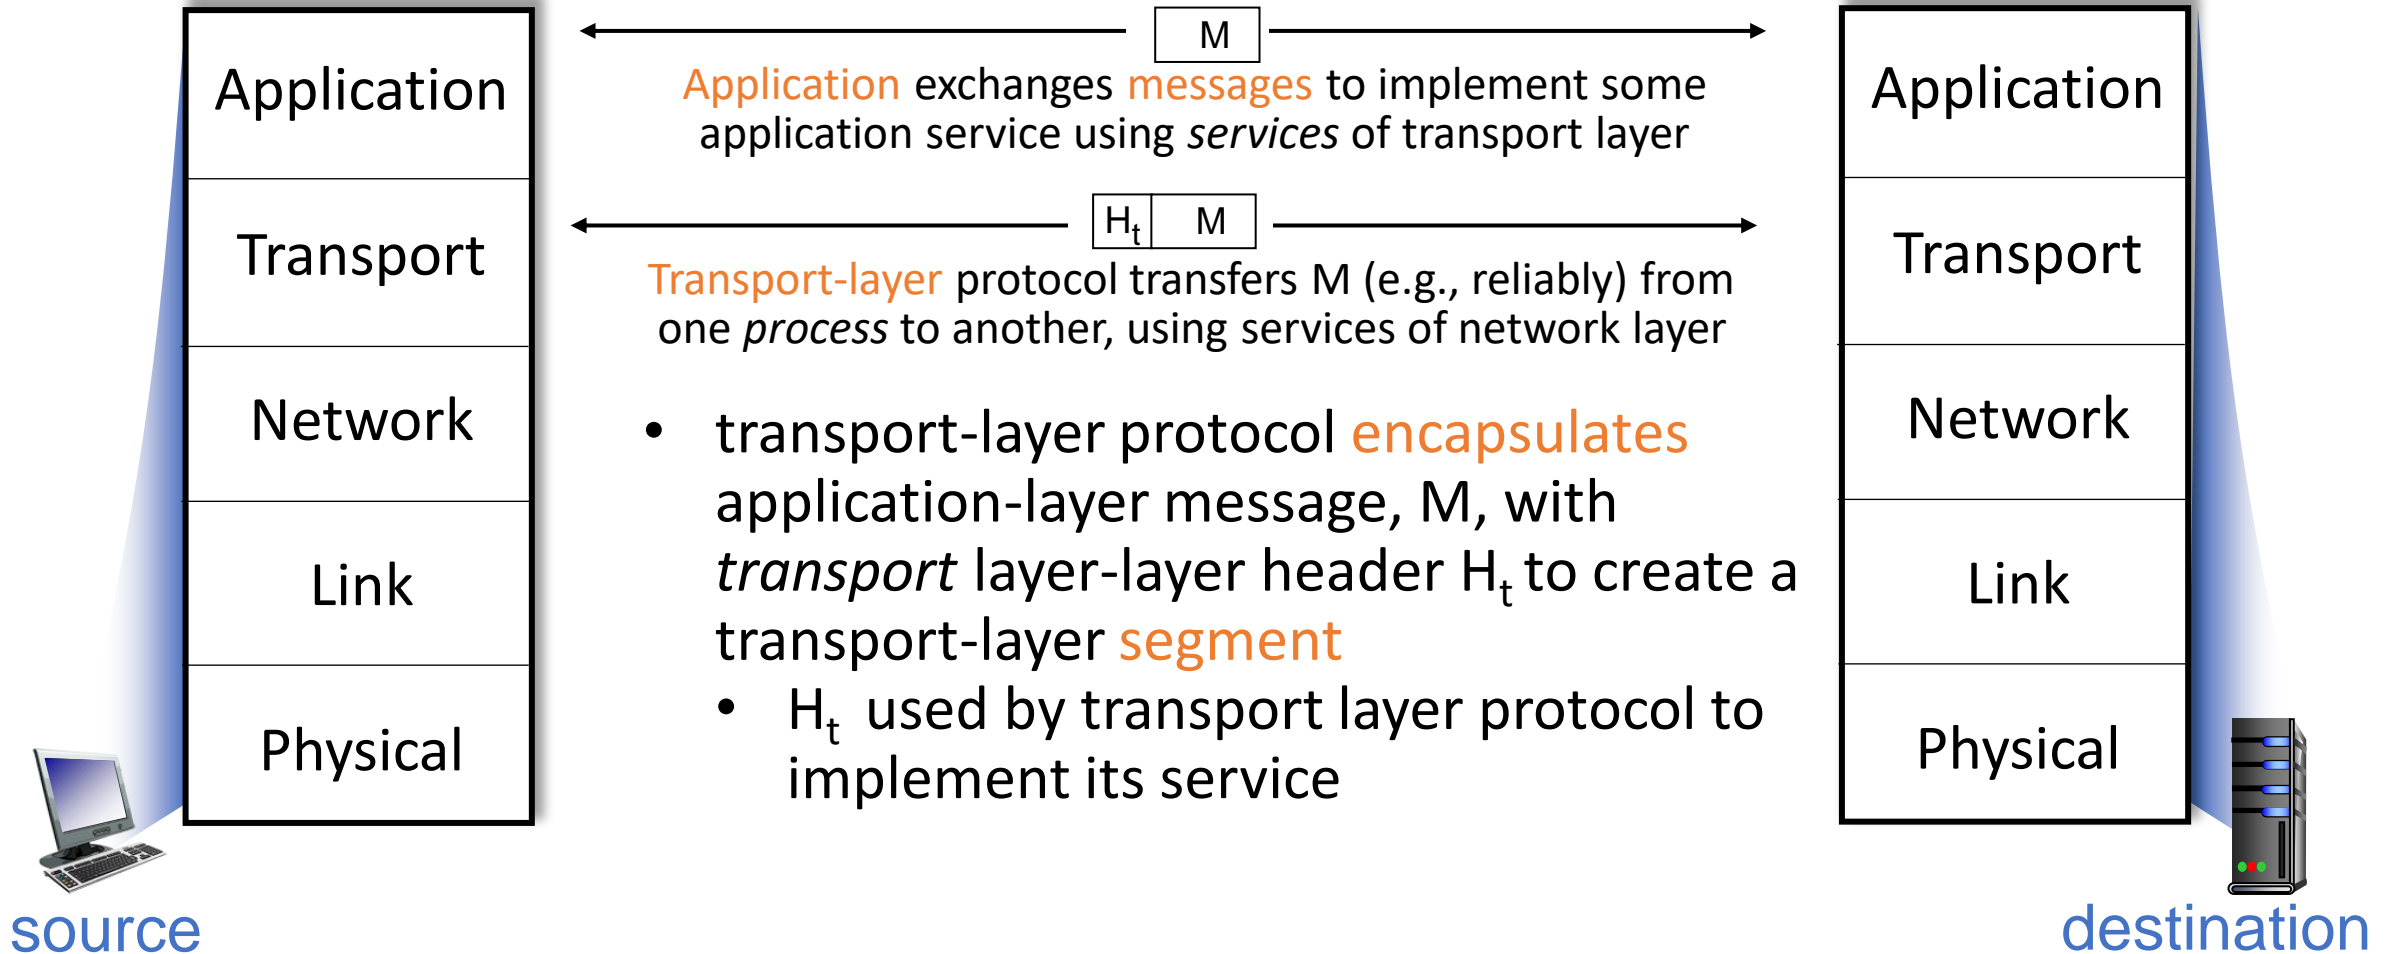 M
Application exchanges messages to implement some
application service using services of transport layer
Ht M
Transport-layer protocol transfers M (e.g., reliably) from
one process to another, using services of network layer
• transport-layer protocol encapsulates
application-layer message, M, with
transport layer-layer header Ht to create a
transport-layer segment
• Ht used by transport layer protocol to
implement its service
Application
Transport
Network
Link
Physical
source
Application
Transport
Network
Link
Physical
destination